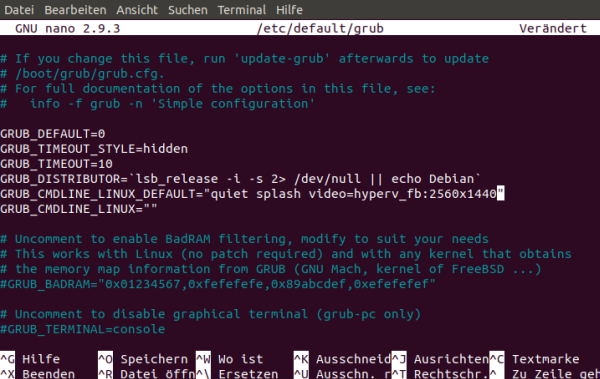 Datei Bearbeiten Ansicht Suchen Terminal Hilfe
GNU nano 2.9.3 /etc/default/grub Verändert
# If you change this file, run 'update-grub' afterwards to update
# /boot/grub/grub.cfg.
# For full documentation of the options in this file, see:
#   info -f grub -n 'Simple configuration'
GRUB_DEFAULT=0
GRUB_TIMEOUT_STYLE=hidden
GRUB_TIMEOUT=10
GRUB_DISTRIBUTOR=`lsb_release -i -s 2> /dev/null || echo Debian`
GRUB_CMDLINE_LINUX_DEFAULT="quiet splash video=hyperv_fb:2560x1440"
GRUB_CMDLINE_LINUX=""
# Uncomment to enable BadRAM filtering, modify to suit your needs
# This works with Linux (no patch required) and with any kernel that obtains
# the memory map information from GRUB (GNU Mach, kernel of FreeBSD ...)
#GRUB_BADRAM="0x01234567,0xfefefefe,0x89abcdef,0xefefefef"
# Uncomment to disable graphical terminal (grub-pc only)
#GRUB_TERMINAL=console
^G Hilfe ^O Speichern ^W Wo ist ^K Ausschneid ^J Ausrichten ^C Textmarke
^X Beenden ^R Datei öffn ^\ Ersetzen ^U Ausschn. r ^T Rechtschr. ^_ Zu Zeile geh